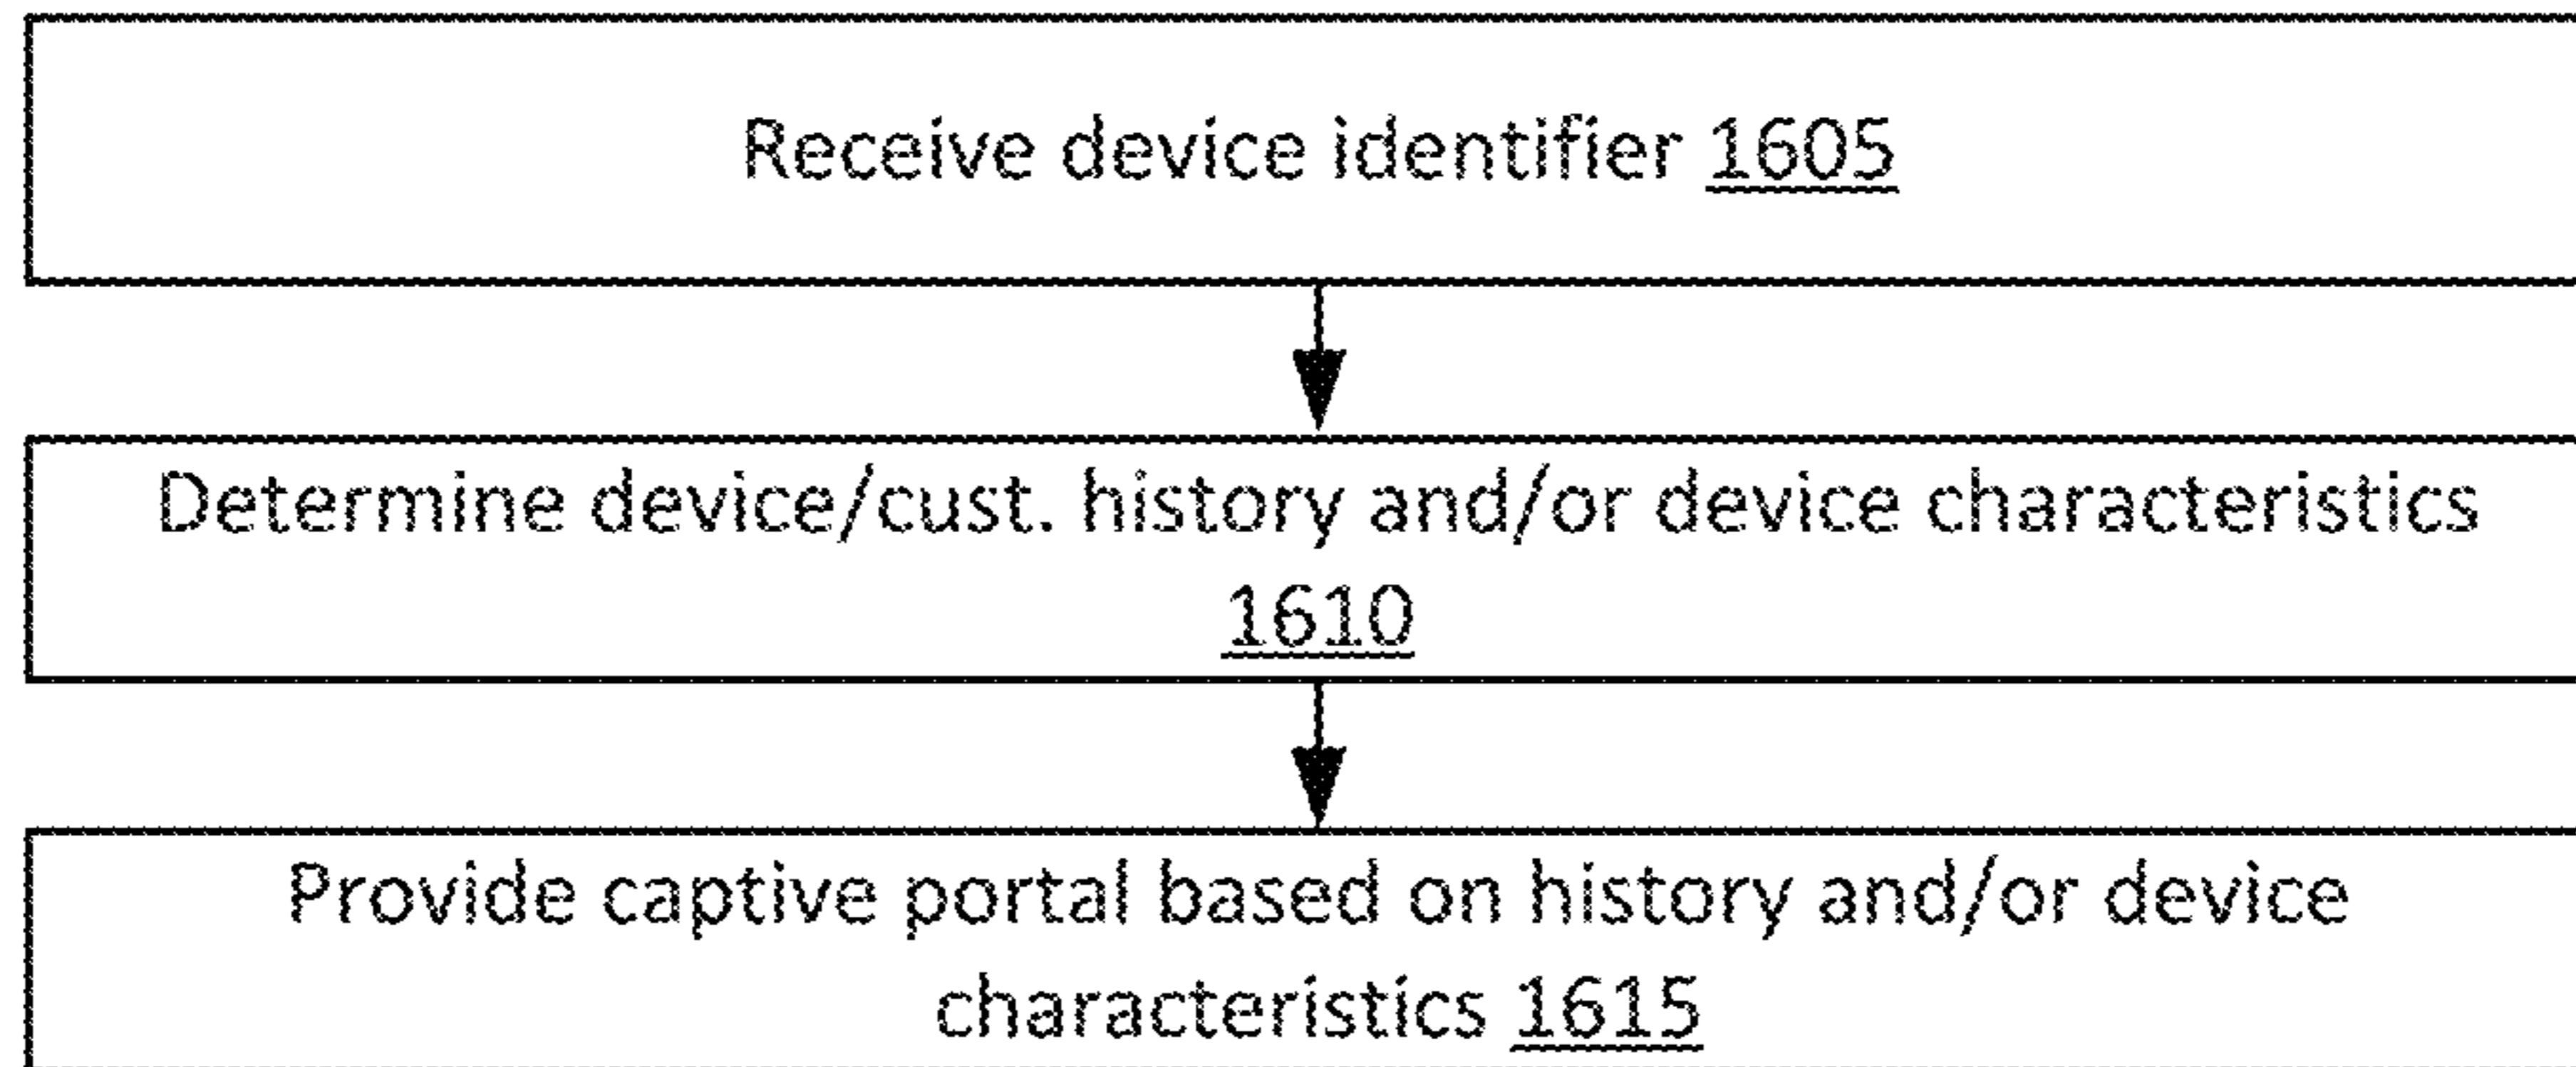 Receive device identifier 1605
Determine device/cust. history and/or device characteristics
1610
Provide captive portal based on history and/or device
characteristics 1615